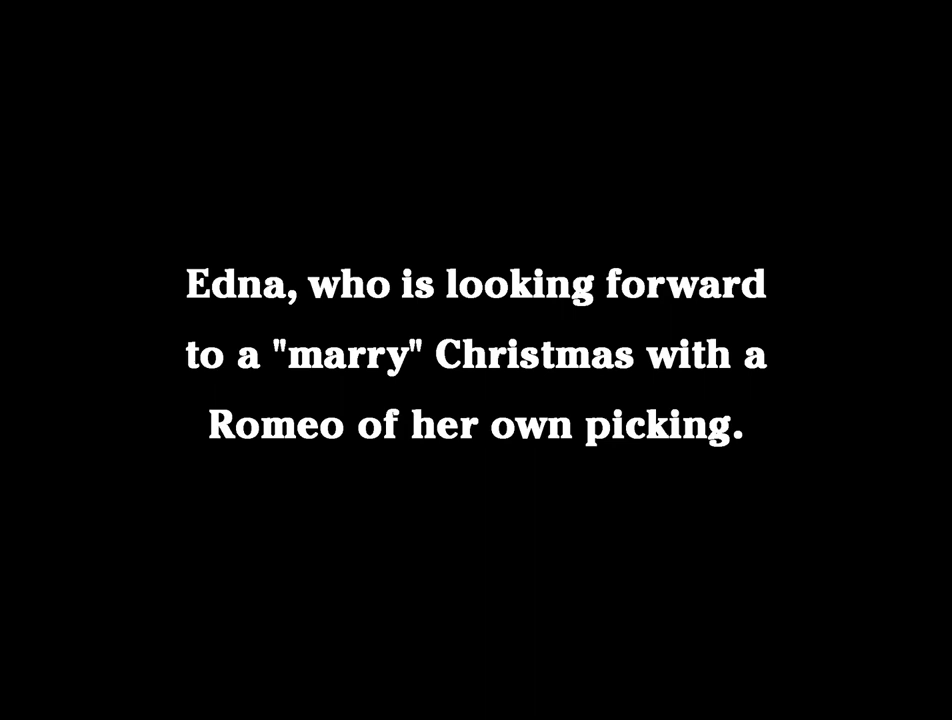 Edna, who is looking forward
to a "marry" Christmas with a
Romeo of her own picking.